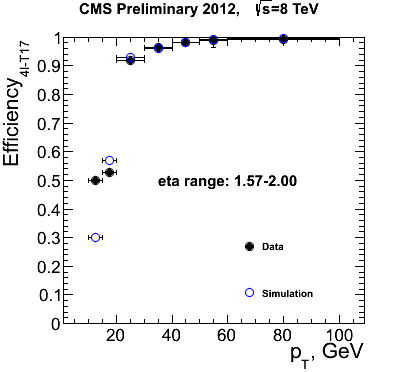 CMS Preliminary 2012, √s=8 TeV
Efficiency4l-T17
1
0.9
0.8
0.7
0.6
0.5
0.4
0.3
0.2
0.1
0
eta range: 1.57-2.00
Data
Simulation
20 40 60 80 100
pT, GeV